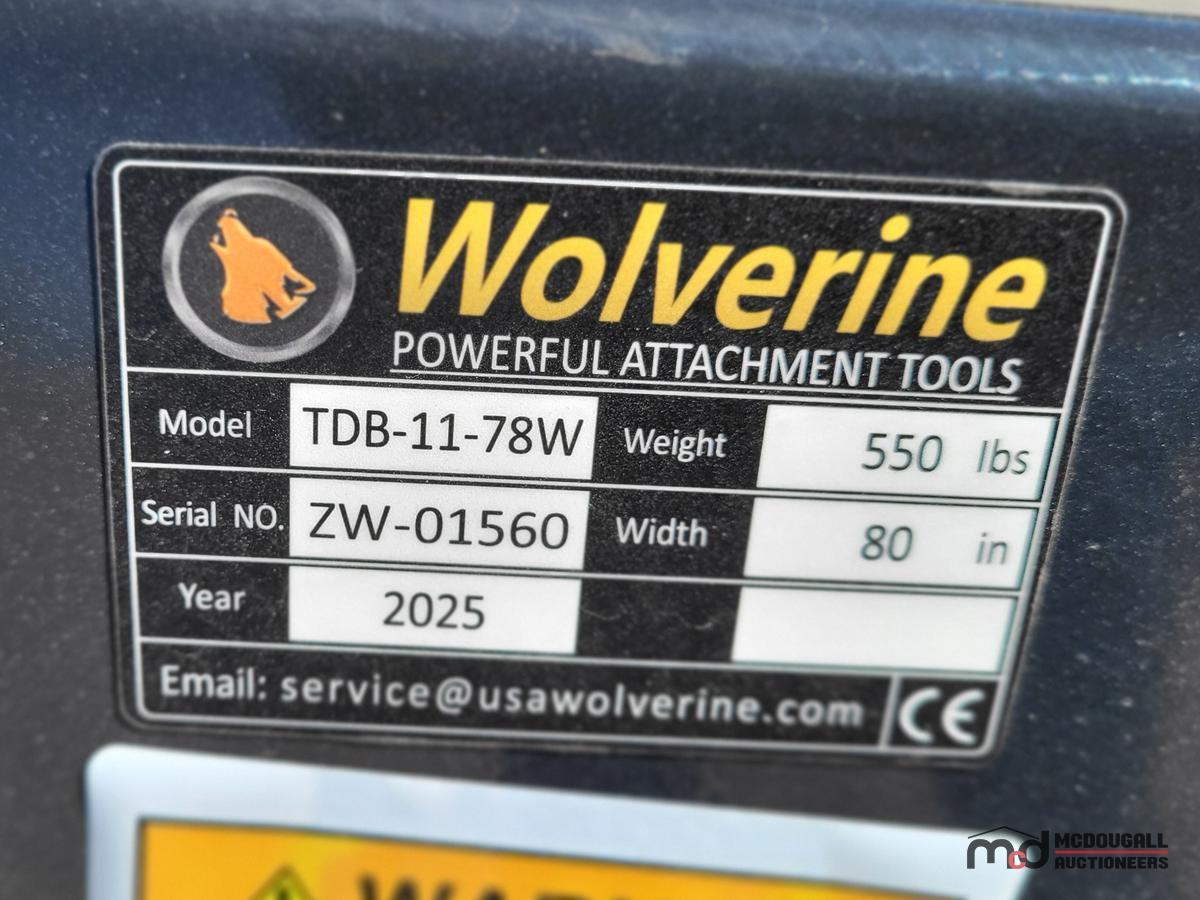 Wolverine
POWERFUL ATTACHMENT TOOLS
Model TDB-11-78W Weight 550 lbs
Serial NO. ZW-01560 Width 80 in
Year 2025
Email: service@usawolverine.com CE
mcd MCDOUGALL
AUCTIONEERS